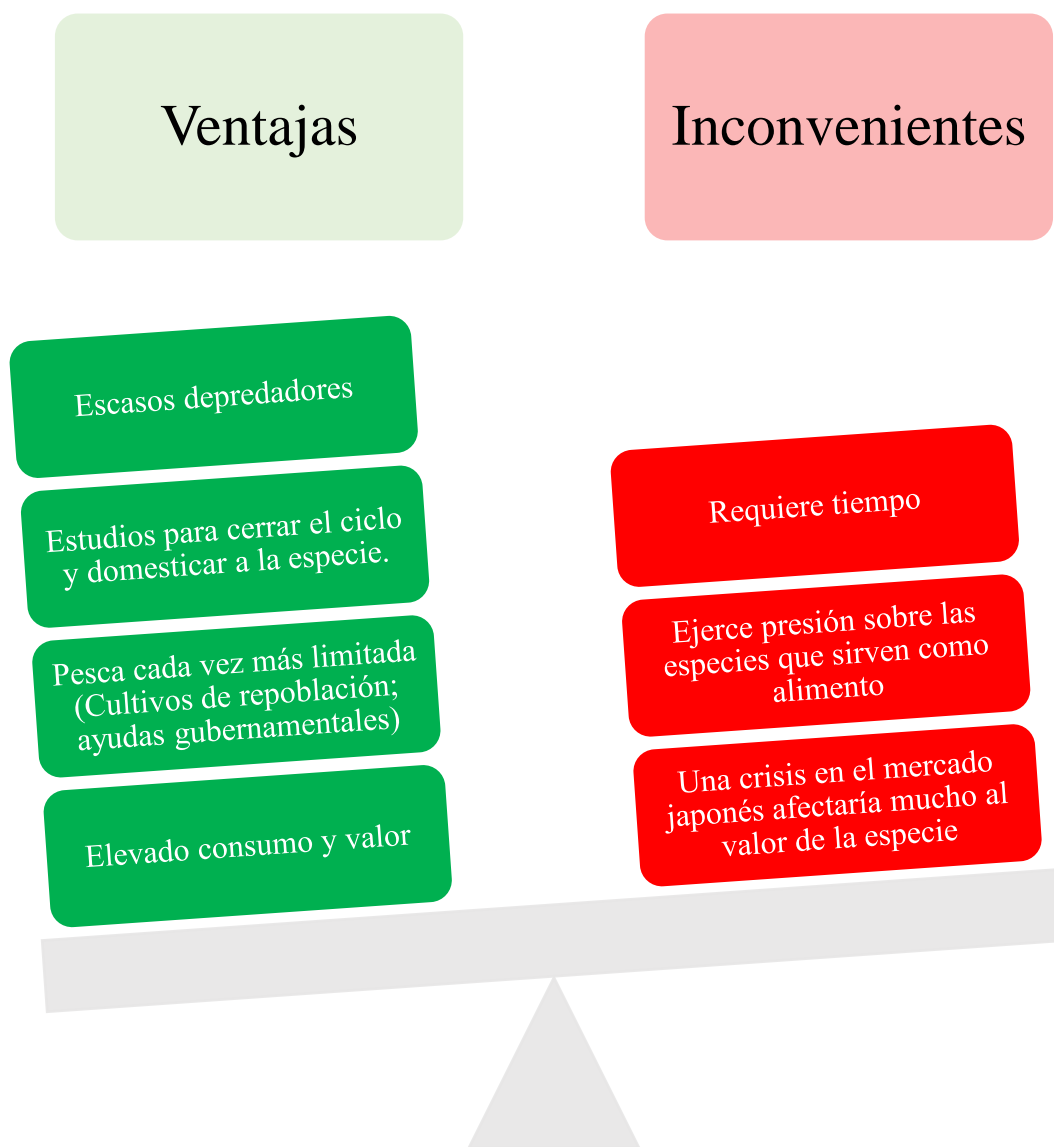 Ventajas
Inconvenientes
Escasos depredadores
Estudios para cerrar el ciclo
y domesticar a la especie.
Pesca cada vez más limitada
(Cultivos de repoblación;
ayudas gubernamentales)
Elevado consumo y valor
Requiere tiempo
Ejerce presión sobre las
especies que sirven como
alimento
Una crisis en el mercado
japonés afectaría mucho al
valor de la especie